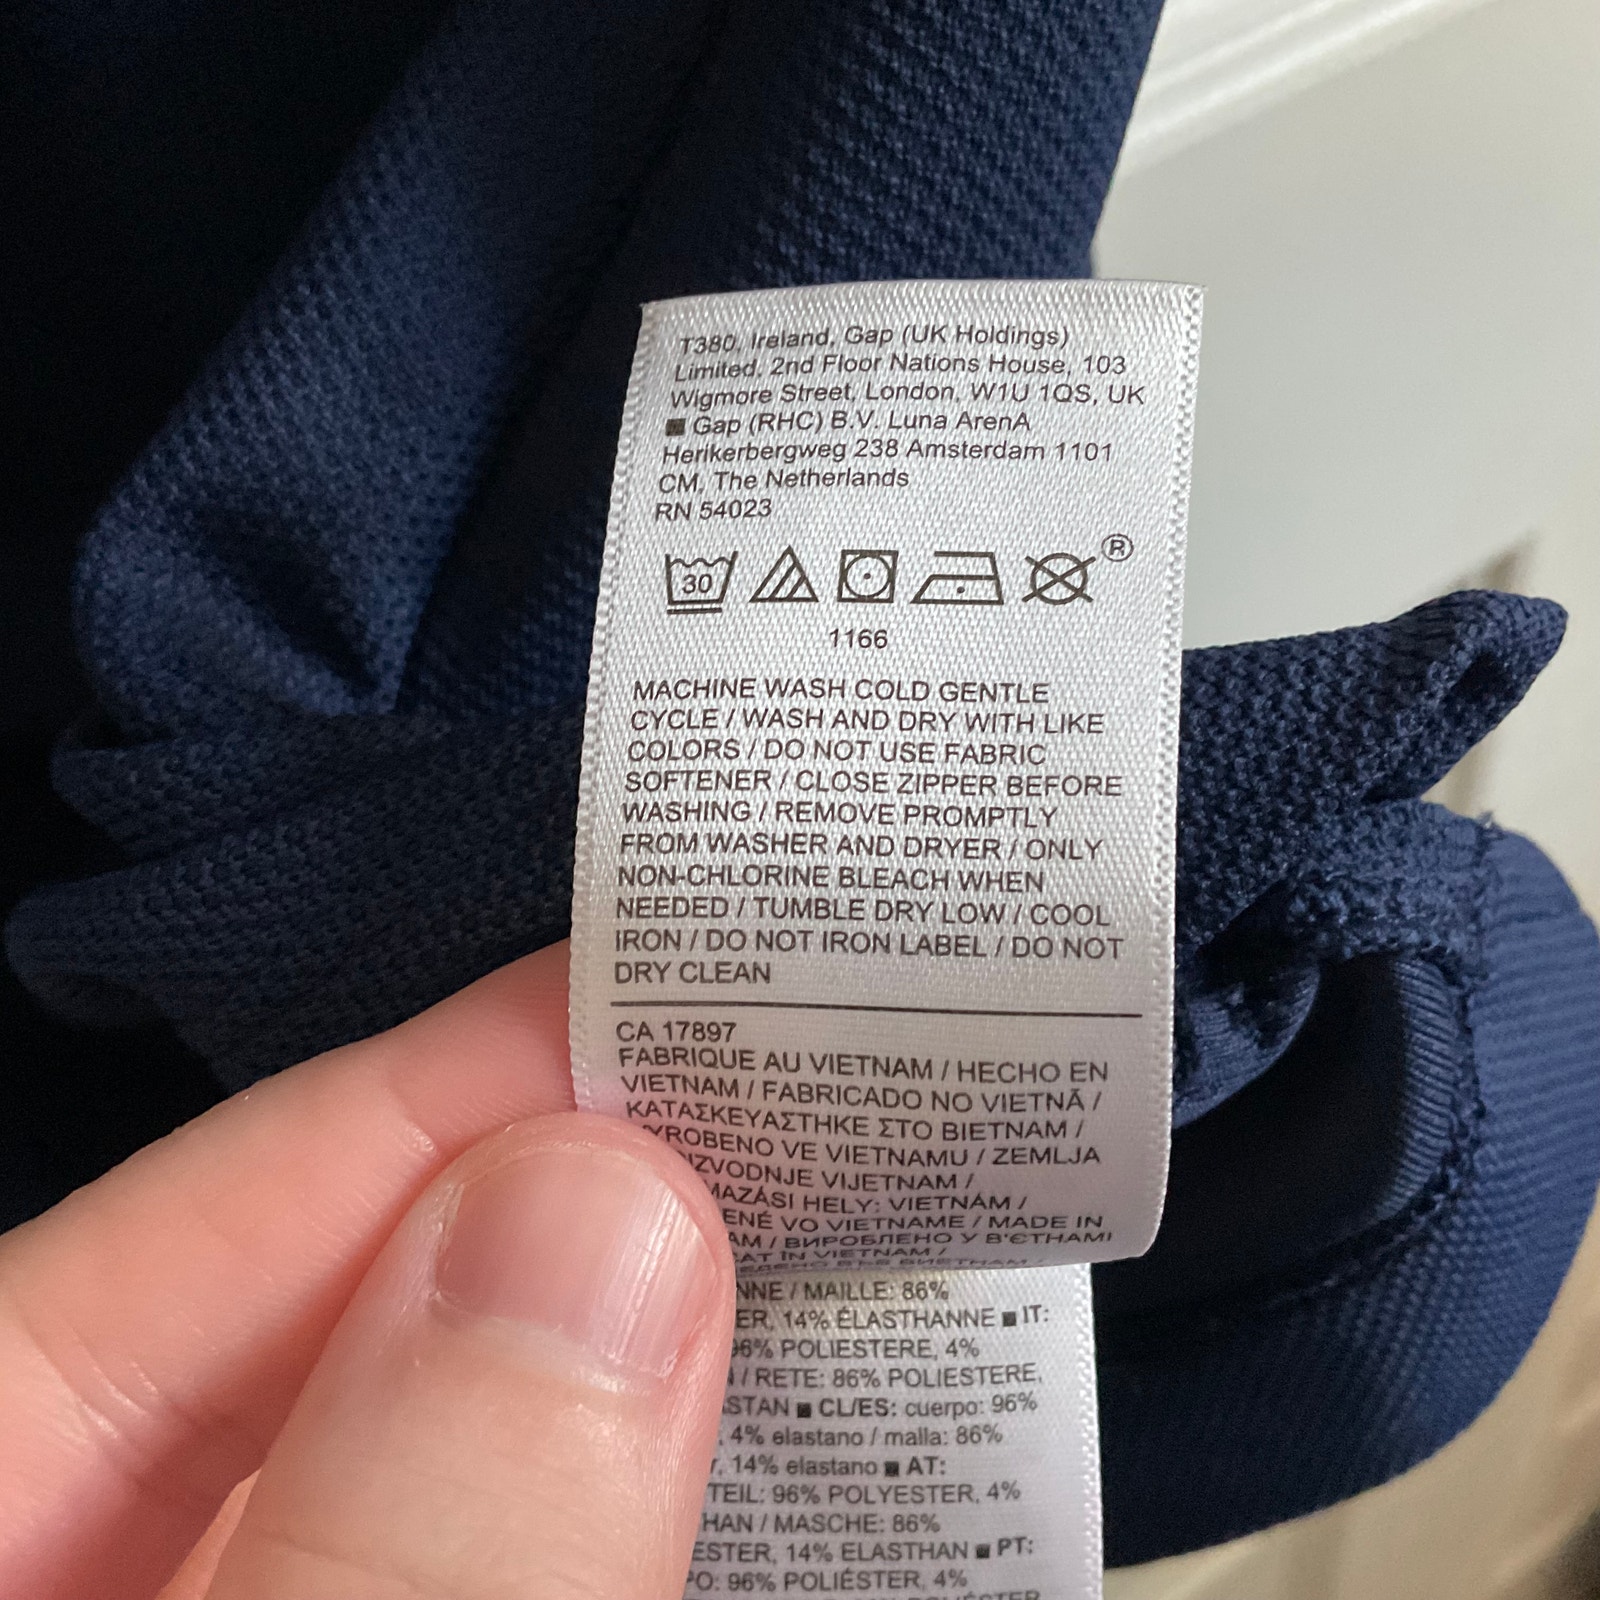 T380, Ireland, Gap (UK Holdings)
Limited, 2nd Floor Nations House, 103
Wigmore Street, London, W1U 1QS, UK
■ Gap (RHC) B.V. Luna ArenA
Herikerbergweg 238 Amsterdam 1101
CM, The Netherlands
RN 54023
30 ®
1166
MACHINE WASH COLD GENTLE
CYCLE / WASH AND DRY WITH LIKE
COLORS / DO NOT USE FABRIC
SOFTENER / CLOSE ZIPPER BEFORE
WASHING / REMOVE PROMPTLY
FROM WASHER AND DRYER / ONLY
NON-CHLORINE BLEACH WHEN
NEEDED / TUMBLE DRY LOW / COOL
IRON / DO NOT IRON LABEL / DO NOT
DRY CLEAN
CA 17897
FABRIQUE AU VIETNAM / HECHO EN
VIETNAM / FABRICADO NO VIETNÃ /
ΚΑΤΑΣΚΕΥΑΣΤΗΚΕ ΣΤΟ ΒΙΕΤΝΑΜ /
VYROBENO VE VIETNAMU / ZEMLJA
VIJETNAM /
HELY: VIETNÁM /
VO VIETNAME / MADE IN
/ ВИРОБЛЕНО У В'ЄТНАМІ
ÎN VIETNAM /
/ MAILLE: 86%
14% ÉLASTHANNE ■ IT:
96% POLIESTERE, 4%
/ RETE: 86% POLIESTERE,
■ CL/ES: cuerpo: 96%
4% elastano / malla: 86%
14% elastano ■ AT:
96% POLYESTER, 4%
/ MASCHE: 86%
14% ELASTHAN ■ PT:
96% POLIÉSTER, 4%